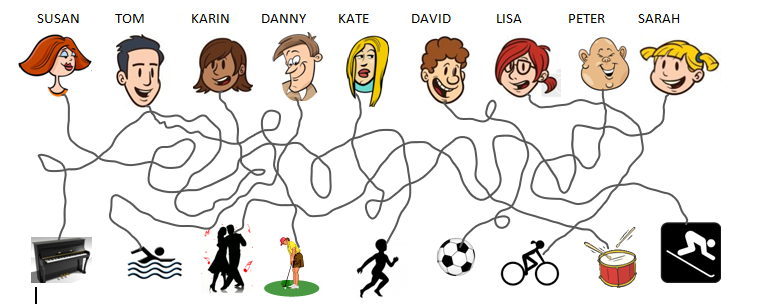 SUSAN TOM KARIN DANNY KATE DAVID LISA PETER SARAH